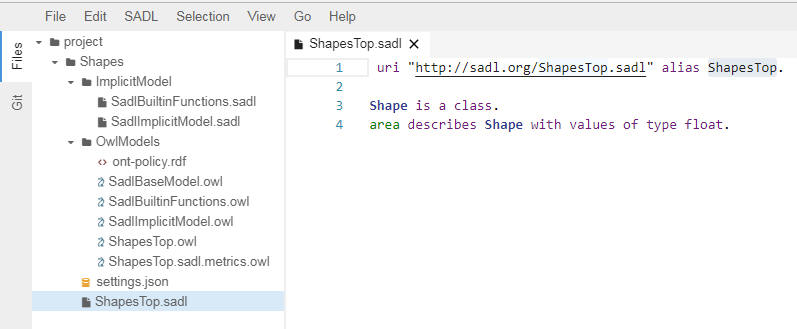 File Edit SADL Selection View Go Help
Files
Git
project
Shapes
ImplicitModel
SadlBuiltinFunctions.sadl
SadlImplicitModel.sadl
OwlModels
ont-policy.rdf
SadlBaseModel.owl
SadlBuiltinFunctions.owl
SadlImplicitModel.owl
ShapesTop.owl
ShapesTop.sadl.metrics.owl
settings.json
ShapesTop.sadl
ShapesTop.sadl
1 uri "http://sadl.org/ShapesTop.sadl" alias ShapesTop.
2
3 Shape is a class.
4 area describes Shape with values of type float.